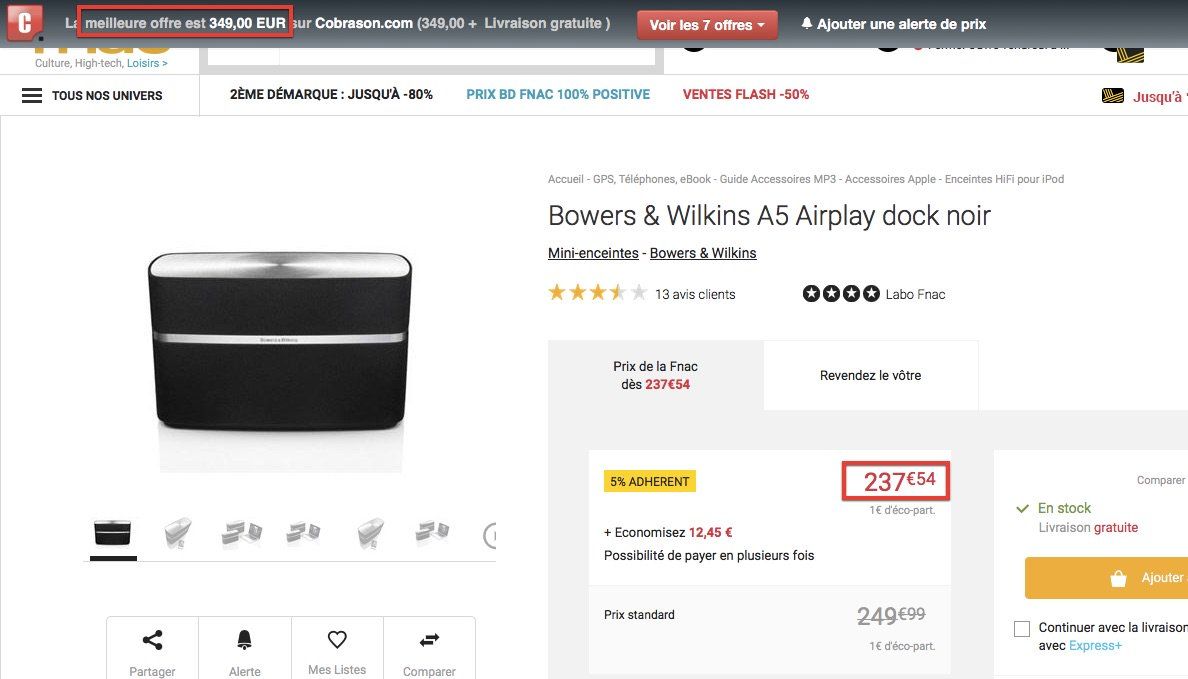 C
La meilleure offre est 349,00 EUR sur Cobrason.com (349,00 + Livraison gratuite )
Voir les 7 offres
Ajouter une alerte de prix
Culture, High-tech, Loisirs >
TOUS NOS UNIVERS
2ÈME DÉMARQUE : JUSQU'À -80%
PRIX BD FNAC 100% POSITIVE
VENTES FLASH -50%
Jusqu'à
Accueil - GPS, Téléphones, eBook - Guide Accessoires MP3 - Accessoires Apple - Enceintes HiFi pour iPod
Bowers & Wilkins A5 Airplay dock noir
Mini-enceintes - Bowers & Wilkins
13 avis clients
Labo Fnac
Bowers & Wilkins
Prix de la Fnac
dès 237€54
Revendez le vôtre
5% ADHERENT
237€54
1€ d'éco-part.
+ Economisez 12,45 €
Possibilité de payer en plusieurs fois
Prix standard
249€99
1€ d'éco-part.
Comparer
En stock
Livraison gratuite
Ajouter
Continuer avec la livraison
avec Express+
Partager
Alerte
Mes Listes
Comparer